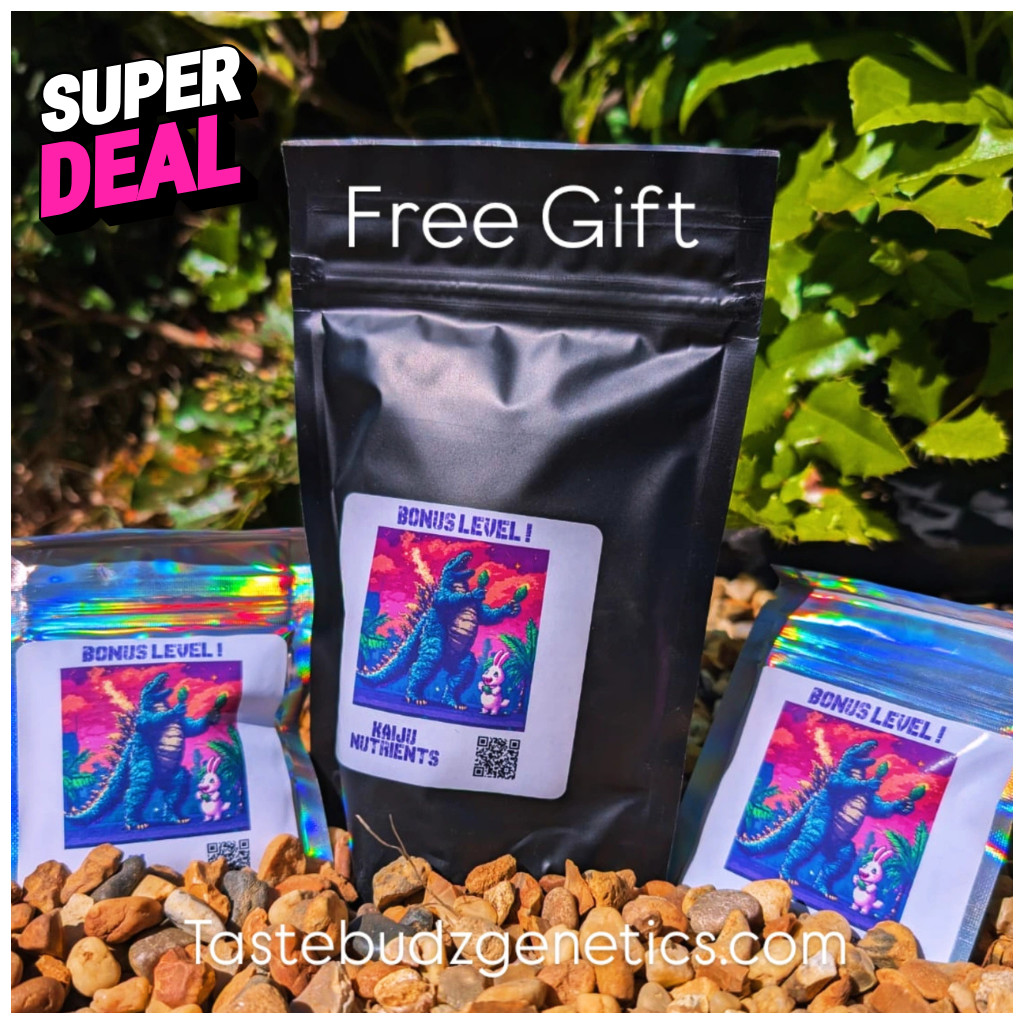 SUPER
DEAL
Free Gift
BONUS LEVEL !
KAIJU
NUTRIENTS
BONUS LEVEL !
BONUS LEVEL !
Tastebudzgenetics.com